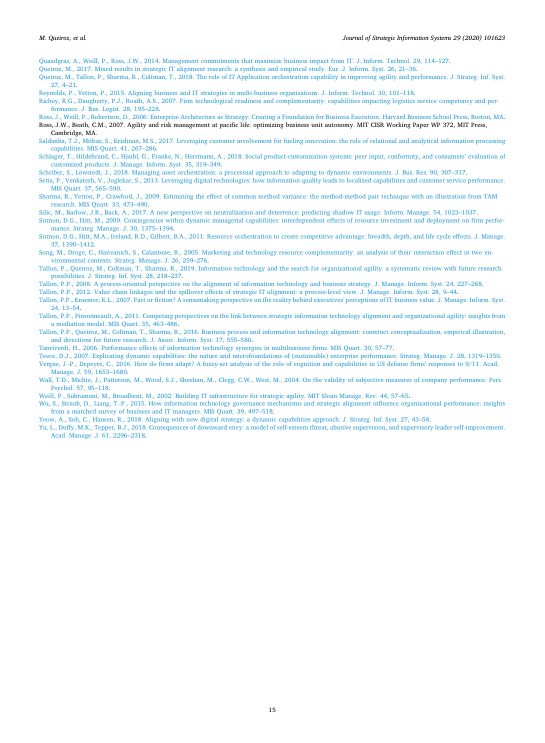 M. Queiroz, et al.
Journal of Strategic Information Systems 29 (2020) 101623
Quaadgras, A., Weill, P., Ross, J.W., 2014. Management commitments that maximize business impact from IT. J. Inform. Technol. 29, 114–127.
Queiroz, M., 2017. Mixed results in strategic IT alignment research: a synthesis and empirical study. Eur. J. Inform. Syst. 26, 21–36.
Queiroz, M., Tallon, P., Sharma, R., Coltman, T., 2018. The role of IT Application orchestration capability in improving agility and performance. J. Strateg. Inf. Syst.
27, 4–21.
Reynolds, P., Yetton, P., 2015. Aligning business and IT strategies in multi-business organizations. J. Inform. Technol. 30, 101–118.
Richey, R.G., Daugherty, P.J., Roath, A.S., 2007. Firm technological readiness and complementarity: capabilities impacting logistics service competency and per-
formance. J. Bus. Logist. 28, 195–228.
Ross, J., Weill, P., Robertson, D., 2006. Enterprise Architecture as Strategy: Creating a Foundation for Business Execution. Harvard Business School Press, Boston, MA.
Ross, J.W., Beath, C.M., 2007. Agility and risk management at pacific life: optimizing business unit autonomy. MIT CISR Working Paper WP 372, MIT Press,
Cambridge, MA.
Saldanha, T.J., Mithas, S., Krishnan, M.S., 2017. Leveraging customer involvement for fueling innovation: the role of relational and analytical information processing
capabilities. MIS Quart. 41, 267–286.
Schlager, T., Hildebrand, C., Häubl, G., Franke, N., Herrmann, A., 2018. Social product-customization systems: peer input, conformity, and consumers' evaluation of
customized products. J. Manage. Inform. Syst. 35, 319–349.
Schriber, S., Löwstedt, J., 2018. Managing asset orchestration: a processual approach to adapting to dynamic environments. J. Bus. Res. 90, 307–317.
Setia, P., Venkatesh, V., Joglekar, S., 2013. Leveraging digital technologies: how information quality leads to localized capabilities and customer service performance.
MIS Quart. 37, 565–590.
Sharma, R., Yetton, P., Crawford, J., 2009. Estimating the effect of common method variance: the method-method pair technique with an illustration from TAM
research. MIS Quart. 33, 473–490.
Silic, M., Barlow, J.B., Back, A., 2017. A new perspective on neutralization and deterrence: predicting shadow IT usage. Inform. Manage. 54, 1023–1037.
Sirmon, D.G., Hitt, M., 2009. Contingencies within dynamic managerial capabilities: interdependent effects of resource investment and deployment on firm perfor-
mance. Strateg. Manage. J. 30, 1375–1394.
Sirmon, D.G., Hitt, M.A., Ireland, R.D., Gilbert, B.A., 2011. Resource orchestration to create competitive advantage: breadth, depth, and life cycle effects. J. Manage.
37, 1390–1412.
Song, M., Droge, C., Hanvanich, S., Calantone, R., 2005. Marketing and technology resource complementarity: an analysis of their interaction effect in two en-
vironmental contexts. Strateg. Manage. J. 26, 259–276.
Tallon, P., Queiroz, M., Coltman, T., Sharma, R., 2019. Information technology and the search for organizational agility: a systematic review with future research
possibilities. J. Strateg. Inf. Syst. 28, 218–237.
Tallon, P.P., 2008. A process-oriented perspective on the alignment of information technology and business strategy. J. Manage. Inform. Syst. 24, 227–268.
Tallon, P.P., 2012. Value chain linkages and the spillover effects of strategic IT alignment: a process-level view. J. Manage. Inform. Syst. 28, 9–44.
Tallon, P.P., Kraemer, K.L., 2007. Fact or fiction? A sensemaking perspective on the reality behind executives' perceptions of IT business value. J. Manage. Inform. Syst.
24, 13–54.
Tallon, P.P., Pinsonneault, A., 2011. Competing perspectives on the link between strategic information technology alignment and organizational agility: insights from
a mediation model. MIS Quart. 35, 463–486.
Tallon, P.P., Queiroz, M., Coltman, T., Sharma, R., 2016. Business process and information technology alignment: construct conceptualization, empirical illustration,
and directions for future research. J. Assoc. Inform. Syst. 17, 555–580.
Tanriverdi, H., 2006. Performance effects of information technology synergies in multibusiness firms. MIS Quart. 30, 57–77.
Teece, D.J., 2007. Explicating dynamic capabilities: the nature and microfoundations of (sustainable) enterprise performance. Strateg. Manage. J. 28, 1319–1350.
Vergne, J.-P., Depeyre, C., 2016. How do firms adapt? A fuzzy-set analysis of the role of cognition and capabilities in US defense firms' responses to 9/11. Acad.
Manage. J. 59, 1653–1680.
Wall, T.D., Michie, J., Patterson, M., Wood, S.J., Sheehan, M., Clegg, C.W., West, M., 2004. On the validity of subjective measures of company performance. Pers
Psychol. 57, 95–118.
Weill, P., Subramani, M., Broadbent, M., 2002. Building IT infrastructure for strategic agility. MIT Sloan Manage. Rev. 44, 57–65.
Wu, S., Straub, D., Liang, T.-P., 2015. How information technology governance mechanisms and strategic alignment influence organizational performance: insights
from a matched survey of business and IT managers. MIS Quart. 39, 497–518.
Yeow, A., Soh, C., Hansen, R., 2018. Aligning with new digital strategy: a dynamic capabilities approach. J. Strateg. Inf. Syst. 27, 43–58.
Yu, L., Duffy, M.K., Tepper, B.J., 2018. Consequences of downward envy: a model of self-esteem threat, abusive supervision, and supervisory leader self-improvement.
Acad. Manage. J. 61, 2296–2318.
15